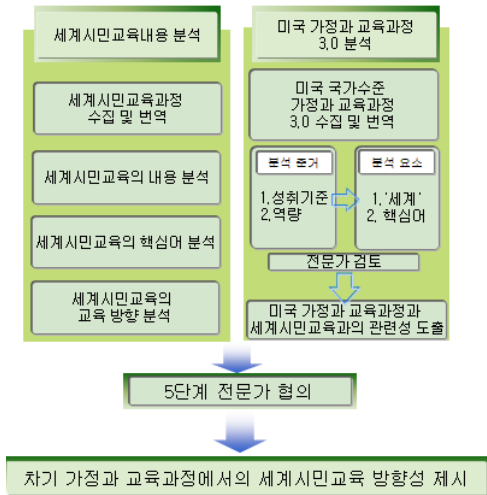 세계시민교육내용 분석
세계시민교육과정
수집 및 번역
세계시민교육의 내용 분석
세계시민교육의 핵심어 분석
세계시민교육의
교육 방향 분석
미국 가정과 교육과정
3.0 분석
미국 국가수준
가정과 교육과정
3.0 수집 및 번역
분석 준거
1.성취기준
2.역량
분석 요소
1.'세계'
2. 핵심어
전문가 검토
미국 가정과 교육과정과
세계시민교육과의 관련성 도출
5단계 전문가 협의
차기 가정과 교육과정에서의 세계시민교육 방향성 제시